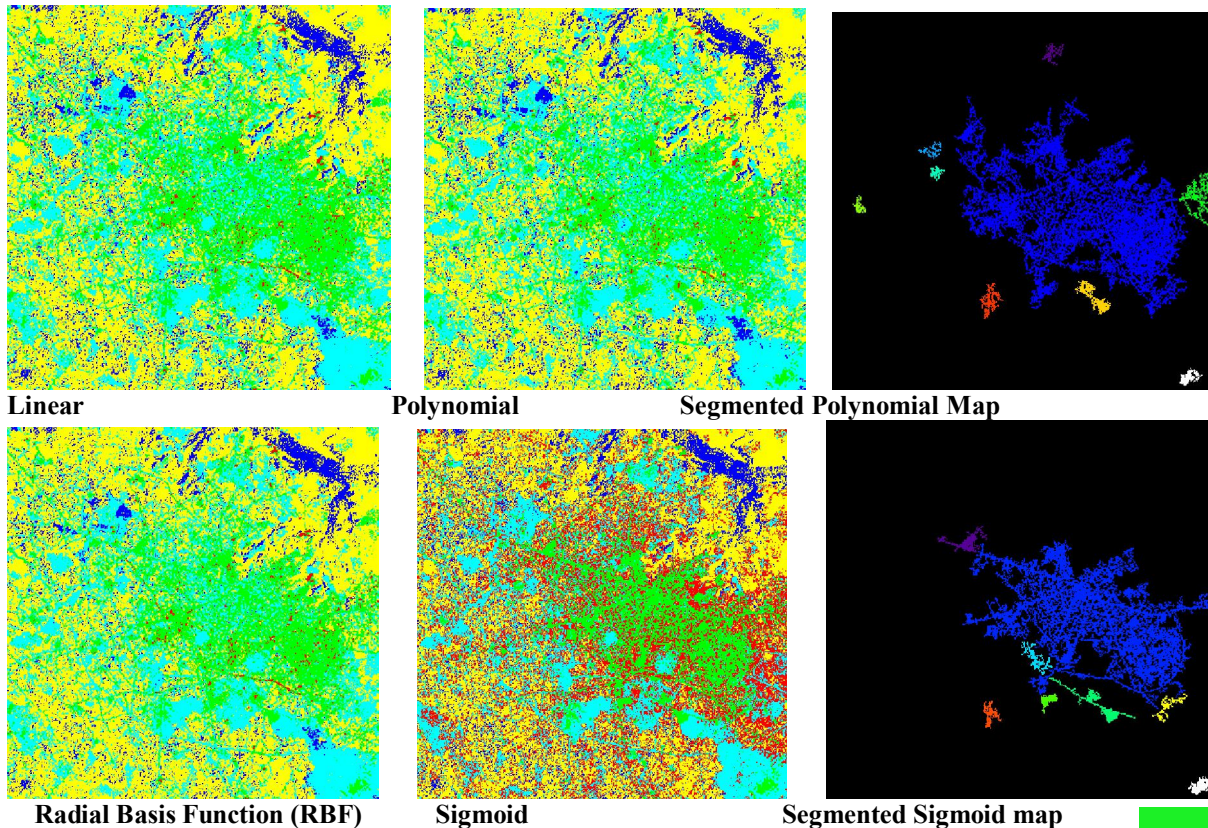 Linear Polynomial Segmented Polynomial Map
Radial Basis Function (RBF) Sigmoid Segmented Sigmoid map